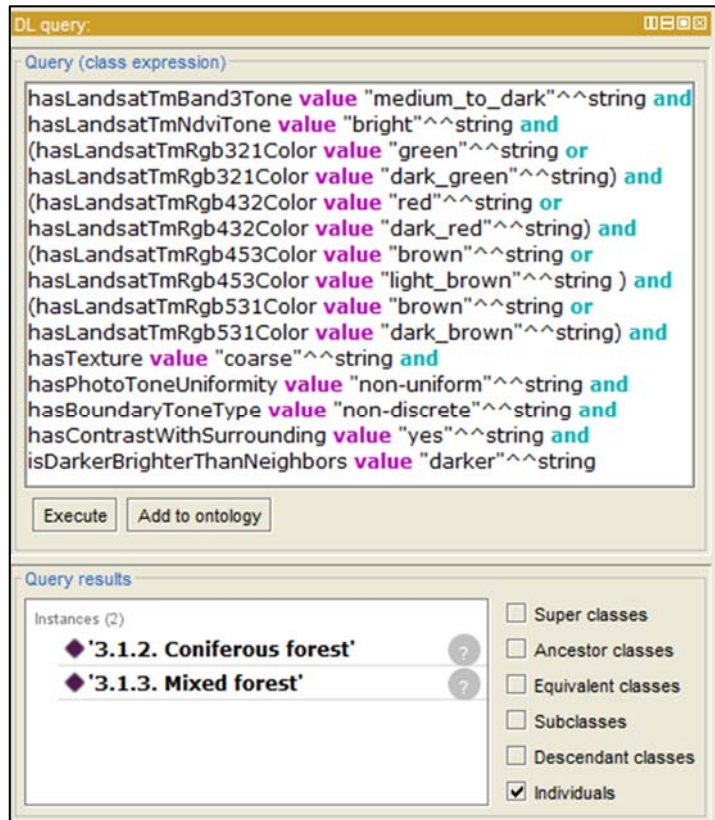 DL query:
Query (class expression)
hasLandsatTmBand3Tone value "medium_to_dark"^^string and
hasLandsatTmNdviTone value "bright"^^string and
(hasLandsatTmRgb321Color value "green"^^string or
hasLandsatTmRgb321Color value "dark_green"^^string) and
(hasLandsatTmRgb432Color value "red"^^string or
hasLandsatTmRgb432Color value "dark_red"^^string) and
(hasLandsatTmRgb453Color value "brown"^^string or
hasLandsatTmRgb453Color value "light_brown"^^string ) and
(hasLandsatTmRgb531Color value "brown"^^string or
hasLandsatTmRgb531Color value "dark_brown"^^string) and
hasTexture value "coarse"^^string and
hasPhotoToneUniformity value "non-uniform"^^string and
hasBoundaryToneType value "non-discrete"^^string and
hasContrastWithSurrounding value "yes"^^string and
isDarkerBrighterThanNeighbors value "darker"^^string
Execute Add to ontology
Query results
Instances (2)
'3.1.2. Coniferous forest' ?
'3.1.3. Mixed forest' ?
Super classes
Ancestor classes
Equivalent classes
Subclasses
Descendant classes
Individuals